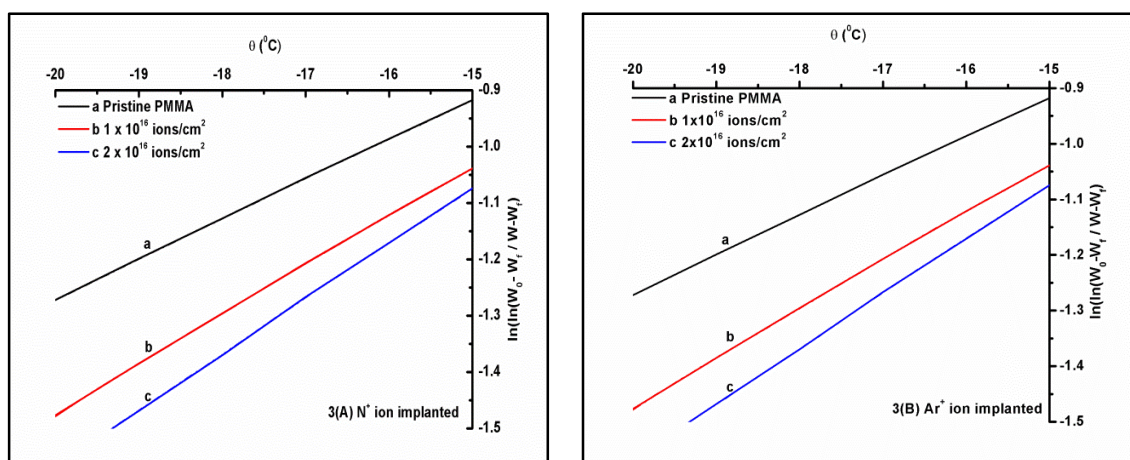 θ (⁰C)
-20 -19 -18 -17 -16 -15
a Pristine PMMA
b 1 x 10¹⁶ ions/cm²
c 2 x 10¹⁶ ions/cm²
-0.9
-1.0
-1.1
-1.2
-1.3
-1.4
-1.5
ln(ln(W₀- W_f / W-W_f)
a
b
c
3(A) N⁺ ion implanted
θ (⁰C)
-20 -19 -18 -17 -16 -15
a Pristine PMMA
b 1x10¹⁶ ions/cm²
c 2x10¹⁶ ions/cm²
-0.9
-1.0
-1.1
-1.2
-1.3
-1.4
-1.5
ln(ln(W₀-W_f / W-W_f)
a
b
c
3(B) Ar⁺ ion implanted